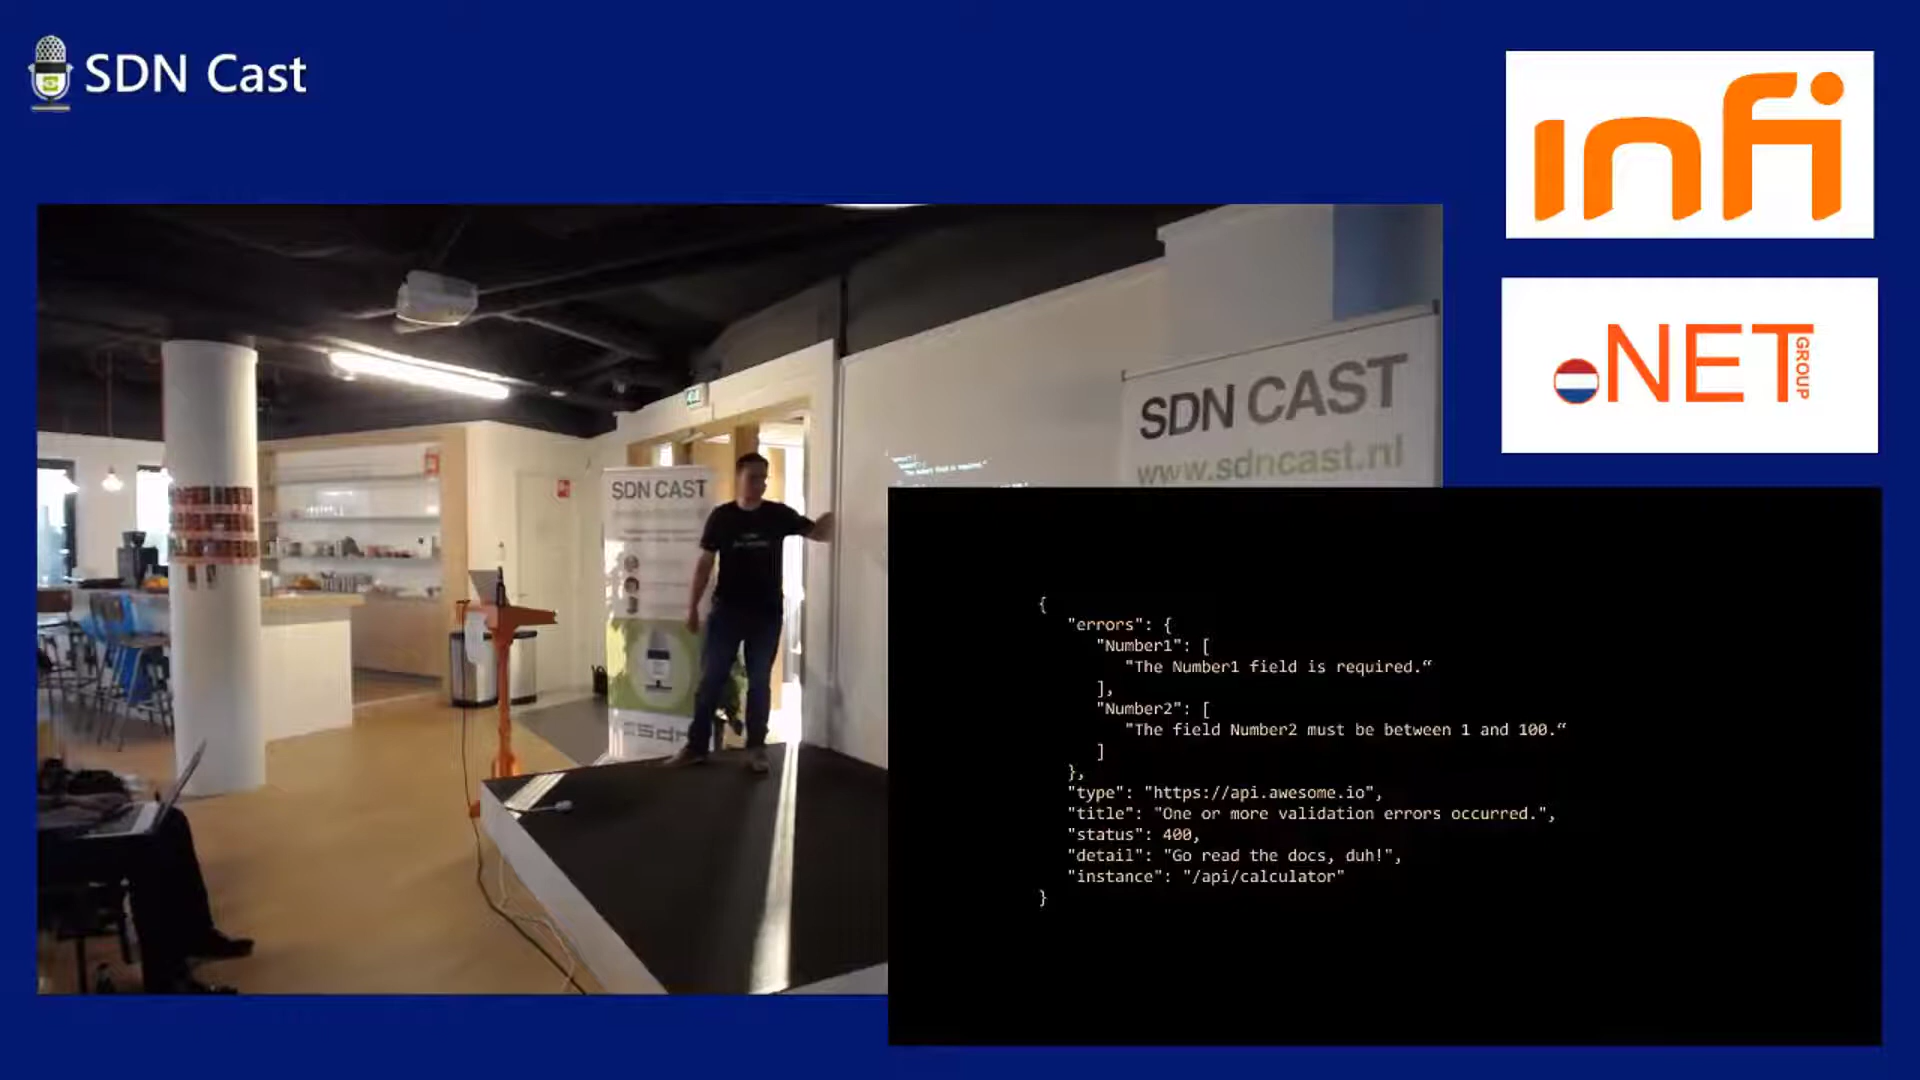 SDN Cast
infi
.NET
GROUP
SDN CAST
www.sdncast.nl
SDN CAST
sdn
{
"errors": {
"Number1": [
"The Number1 field is required.“
],
"Number2": [
"The field Number2 must be between 1 and 100.“
]
},
"type": "https://api.awesome.io",
"title": "One or more validation errors occurred.",
"status": 400,
"detail": "Go read the docs, duh!",
"instance": "/api/calculator"
}